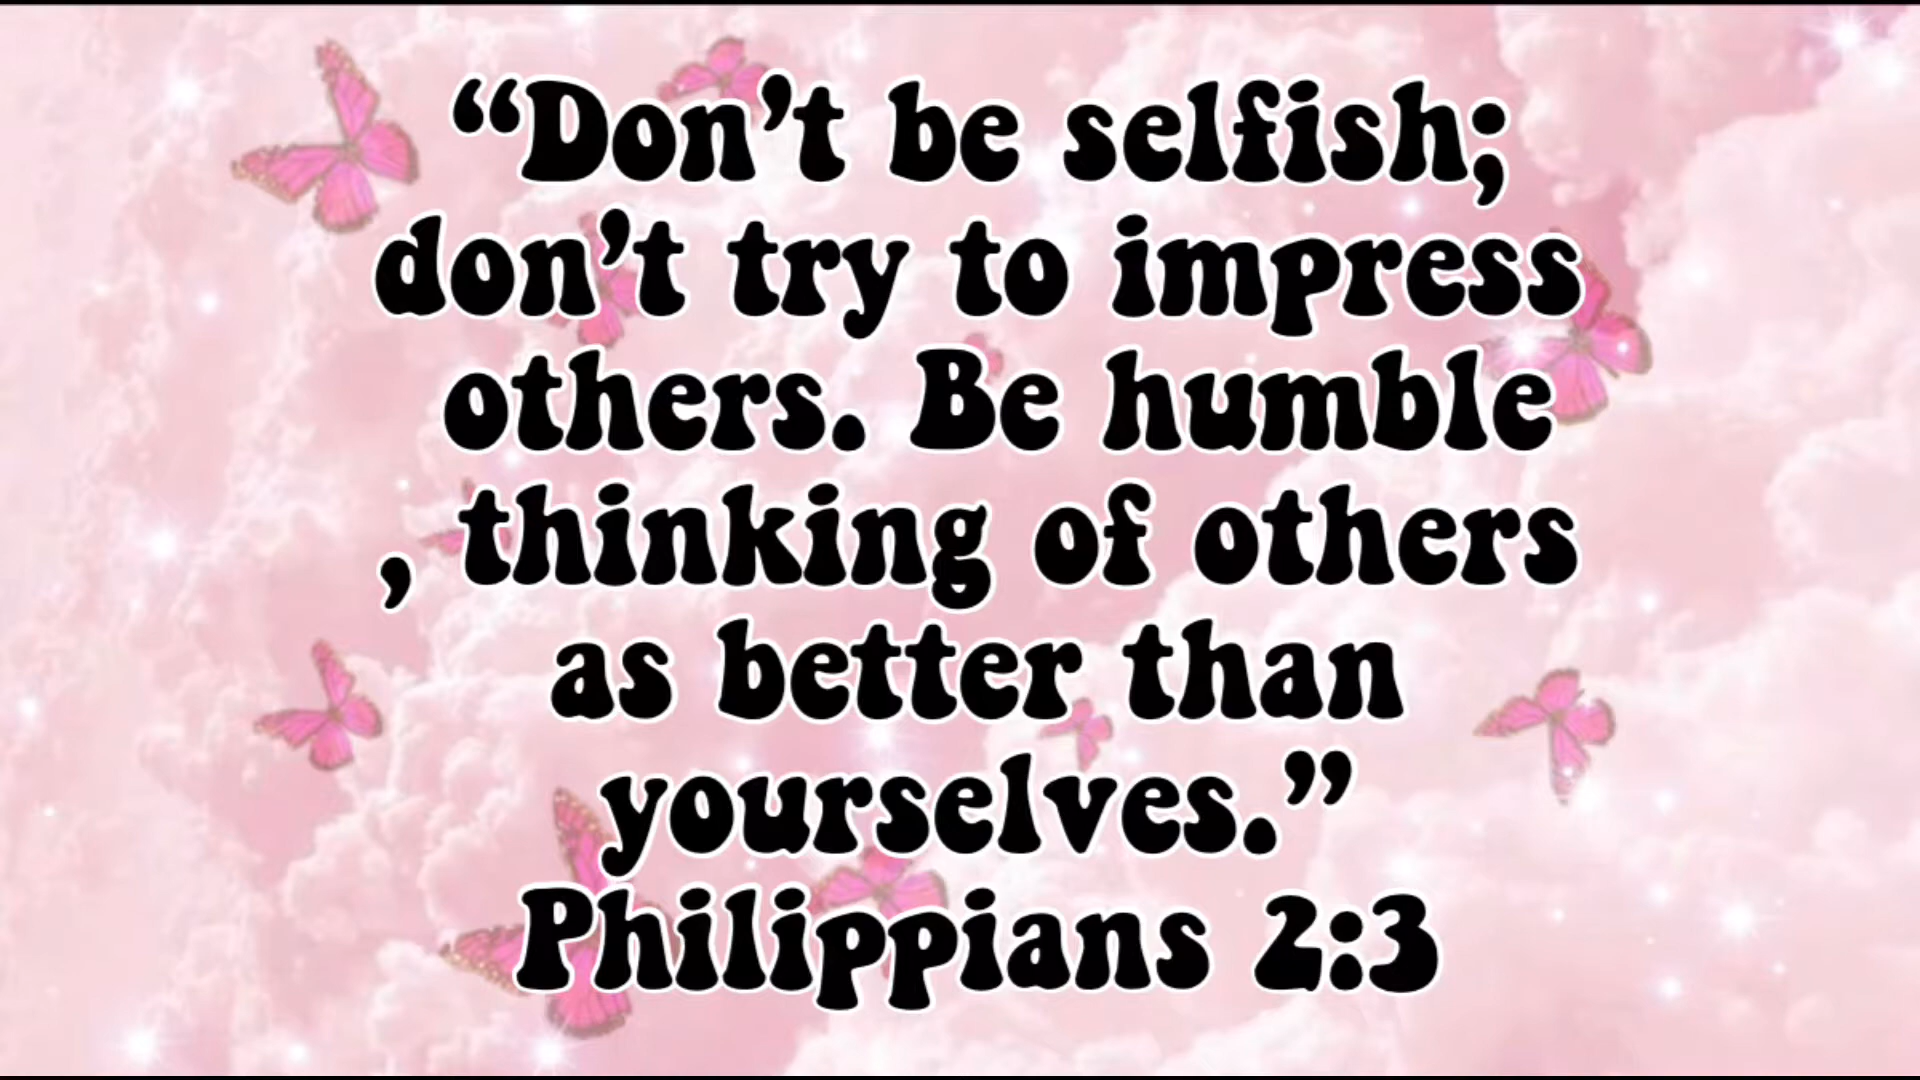 “Don’t be selfish;
don’t try to impress
others. Be humble
, thinking of others
as better than
yourselves.”
Philippians 2:3